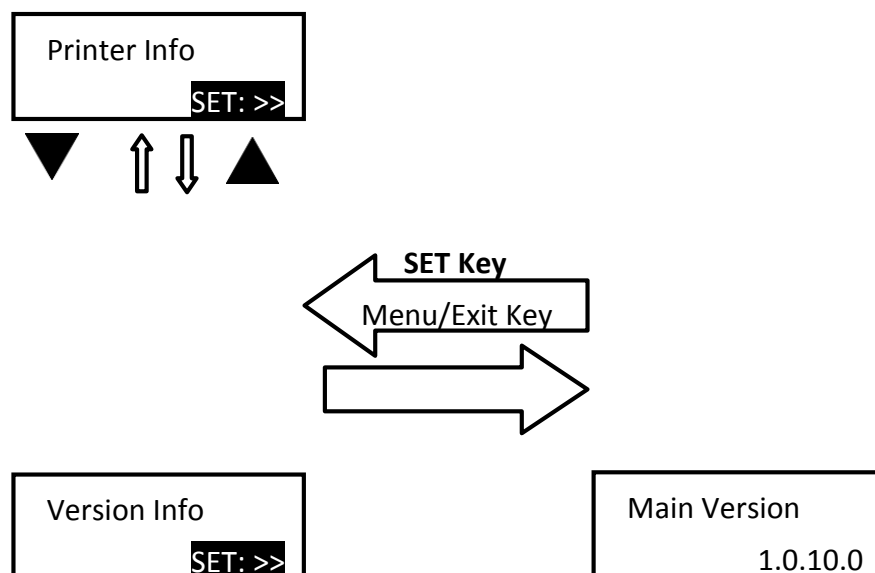 Printer Info
SET: >>
SET Key
Menu/Exit Key
Version Info
SET: >>
Main Version
1.0.10.0